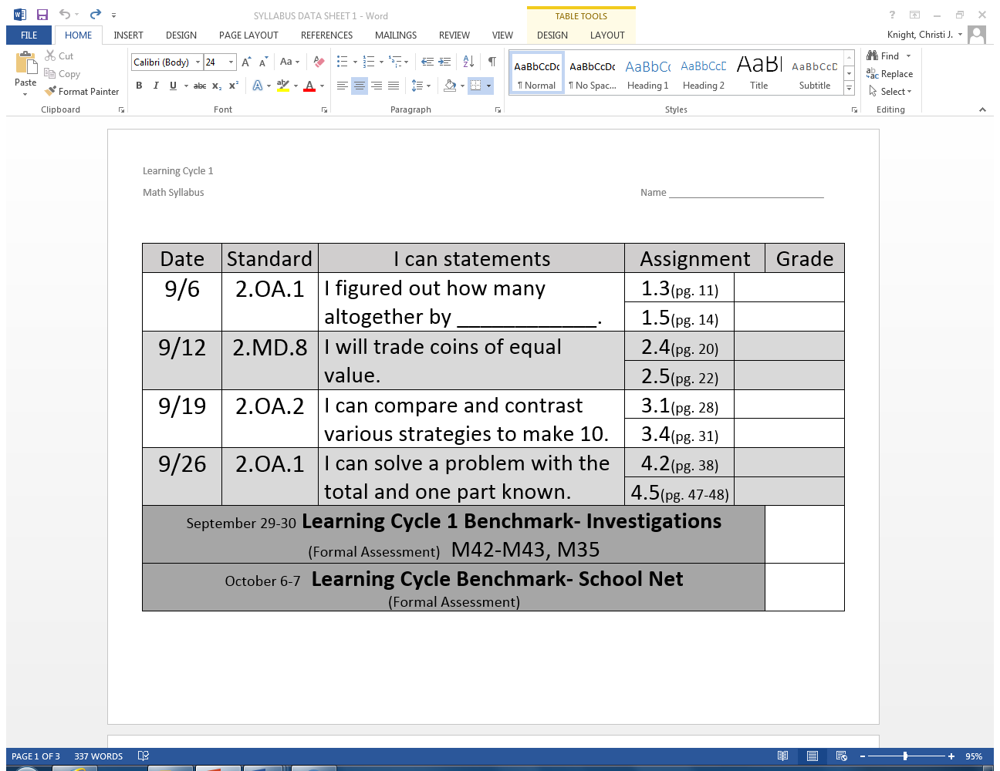 SYLLABUS DATA SHEET 1 - Word
TABLE TOOLS
?
FILE
HOME
INSERT
DESIGN
PAGE LAYOUT
REFERENCES
MAILINGS
REVIEW
VIEW
DESIGN
LAYOUT
Knight, Christi J.
Paste
Cut
Copy
Format Painter
Clipboard
Calibri (Body)
24
Aa
B I U abc x₂ x²
Font
Paragraph
AaBbCcDc
¶ Normal
AaBbCcDc
¶ No Spac...
AaBbCc
Heading 1
AaBbCcD
Heading 2
AaBl
Title
AaBbCcD
Subtitle
Styles
Find
Replace
Select
Editing
Learning Cycle 1
Math Syllabus
Name ____________________________
Date Standard I can statements Assignment Grade
9/6 2.OA.1 I figured out how many 1.3(pg. 11)
altogether by ____________. 1.5(pg. 14)
9/12 2.MD.8 I will trade coins of equal 2.4(pg. 20)
value. 2.5(pg. 22)
9/19 2.OA.2 I can compare and contrast 3.1(pg. 28)
various strategies to make 10. 3.4(pg. 31)
9/26 2.OA.1 I can solve a problem with the 4.2(pg. 38)
total and one part known. 4.5(pg. 47-48)
September 29-30 Learning Cycle 1 Benchmark- Investigations
(Formal Assessment) M42-M43, M35
October 6-7 Learning Cycle Benchmark- School Net
(Formal Assessment)
PAGE 1 OF 3 337 WORDS
95%